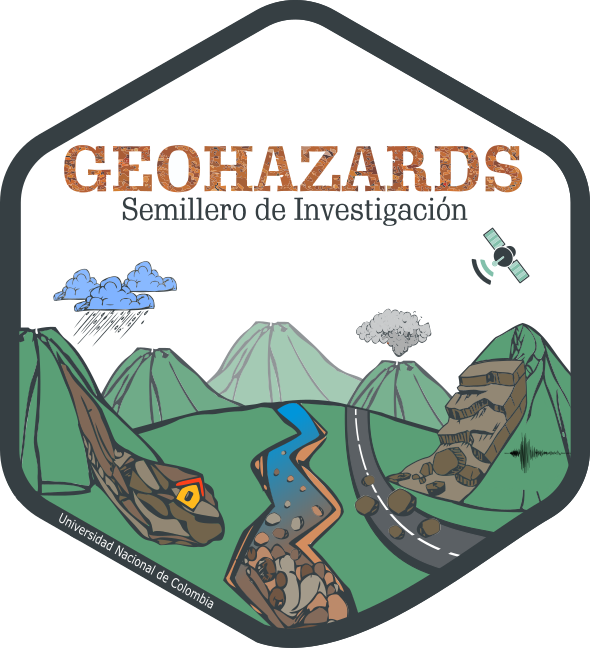 GEOHAZARDS
Semillero de Investigación
Universidad Nacional de Colombia